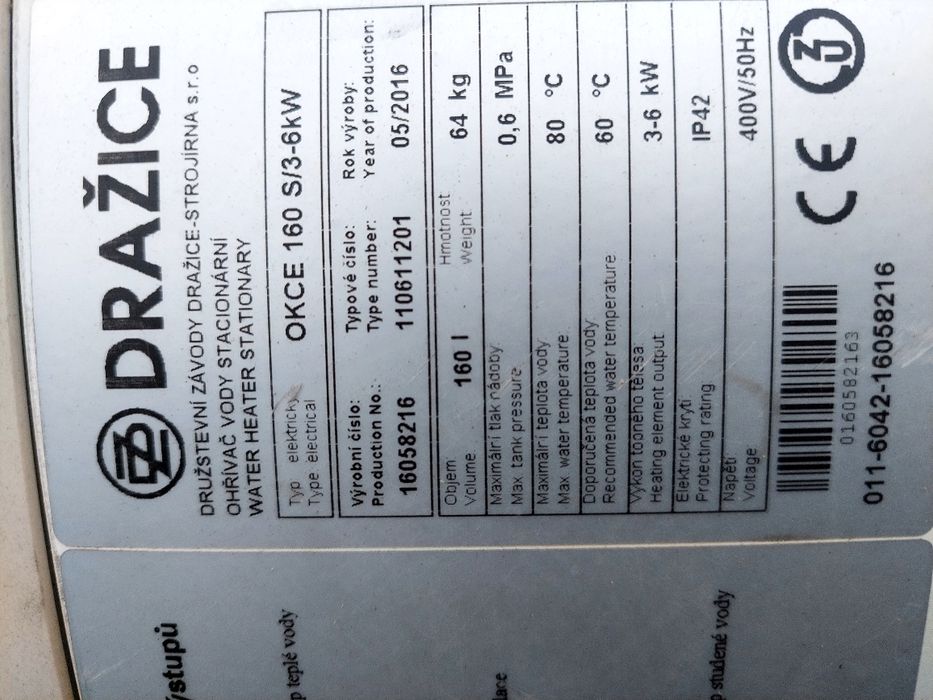 DRAŽICE
DRUŽSTEVNÍ ZÁVODY DRAŽICE-STROJÍRNA s.r.o
OHŘÍVAČ VODY STACIONÁRNÍ
WATER HEATER STATIONARY
Typ elektrický
Type electrical
OKCE 160 S/3-6kW
Výrobní číslo:
Production No.:
16058216
Typové číslo:
Type number:
110611201
Rok výroby:
Year of production:
05/2016
Objem
Volume
160 l
Hmotnost
Weight
64 kg
Maximální tlak nádoby
Max. tank pressure
0,6 MPa
Maximální teplota vody
Max water temperature
80 °C
Doporučená teplota vody
Recommended water temperature
60 °C
Výkon topného tělesa
Heating element output
3-6 kW
Elektrické krytí
Protecting rating
IP42
Napětí
Voltage
400V/50Hz
0160582163
CE
011-6042-16058216
ýstupů
p teplé vody
lace
p studené vody